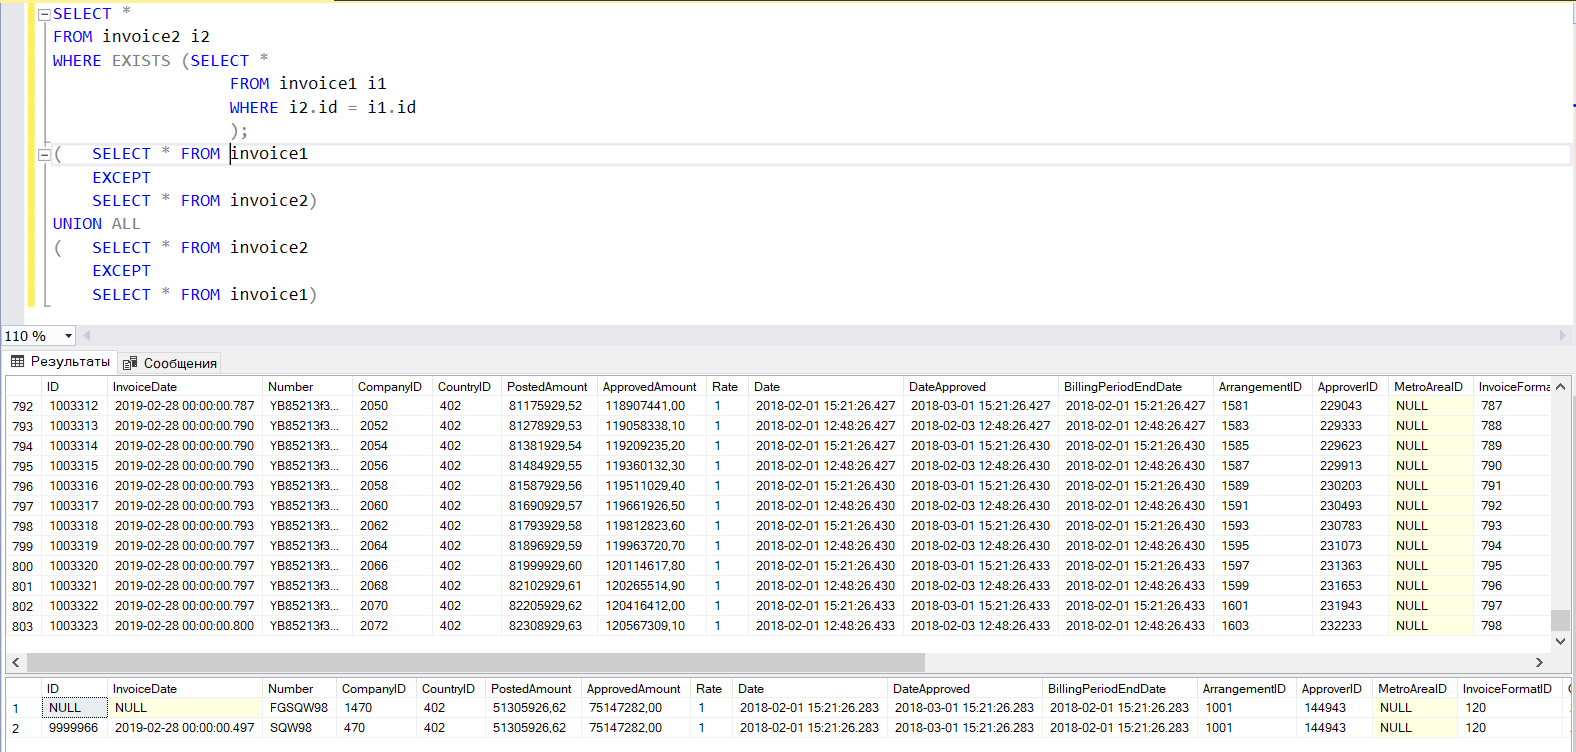 SELECT *
FROM invoice2 i2
WHERE EXISTS (SELECT *
FROM invoice1 i1
WHERE i2.id = i1.id
);
( SELECT * FROM invoice1
EXCEPT
SELECT * FROM invoice2)
UNION ALL
( SELECT * FROM invoice2
EXCEPT
SELECT * FROM invoice1)
110 %
Результаты Сообщения
ID InvoiceDate Number CompanyID CountryID PostedAmount ApprovedAmount Rate Date DateApproved BillingPeriodEndDate ArrangementID ApproverID MetroAreaID InvoiceForma
792 1003312 2019-02-28 00:00:00.787 YB85213f3... 2050 402 81175929,52 118907441,00 1 2018-02-01 15:21:26.427 2018-03-01 15:21:26.427 2018-02-01 15:21:26.427 1581 229043 NULL 787
793 1003313 2019-02-28 00:00:00.790 YB85213f3... 2052 402 81278929,53 119058338,10 1 2018-02-01 12:48:26.427 2018-02-03 12:48:26.427 2018-02-01 12:48:26.427 1583 229333 NULL 788
794 1003314 2019-02-28 00:00:00.790 YB85213f3... 2054 402 81381929,54 119209235,20 1 2018-02-01 15:21:26.427 2018-03-01 15:21:26.430 2018-02-01 15:21:26.430 1585 229623 NULL 789
795 1003315 2019-02-28 00:00:00.790 YB85213f3... 2056 402 81484929,55 119360132,30 1 2018-02-01 12:48:26.427 2018-02-03 12:48:26.430 2018-02-01 12:48:26.430 1587 229913 NULL 790
796 1003316 2019-02-28 00:00:00.793 YB85213f3... 2058 402 81587929,56 119511029,40 1 2018-02-01 15:21:26.430 2018-03-01 15:21:26.430 2018-02-01 15:21:26.430 1589 230203 NULL 791
797 1003317 2019-02-28 00:00:00.793 YB85213f3... 2060 402 81690929,57 119661926,50 1 2018-02-01 12:48:26.430 2018-02-03 12:48:26.430 2018-02-01 12:48:26.430 1591 230493 NULL 792
798 1003318 2019-02-28 00:00:00.793 YB85213f3... 2062 402 81793929,58 119812823,60 1 2018-02-01 15:21:26.430 2018-03-01 15:21:26.430 2018-02-01 15:21:26.430 1593 230783 NULL 793
799 1003319 2019-02-28 00:00:00.797 YB85213f3... 2064 402 81896929,59 119963720,70 1 2018-02-01 12:48:26.430 2018-02-03 12:48:26.430 2018-02-01 12:48:26.430 1595 231073 NULL 794
800 1003320 2019-02-28 00:00:00.797 YB85213f3... 2066 402 81999929,60 120114617,80 1 2018-02-01 15:21:26.430 2018-03-01 15:21:26.433 2018-02-01 15:21:26.433 1597 231363 NULL 795
801 1003321 2019-02-28 00:00:00.797 YB85213f3... 2068 402 82102929,61 120265514,90 1 2018-02-01 12:48:26.430 2018-02-03 12:48:26.433 2018-02-01 12:48:26.433 1599 231653 NULL 796
802 1003322 2019-02-28 00:00:00.797 YB85213f3... 2070 402 82205929,62 120416412,00 1 2018-02-01 15:21:26.433 2018-03-01 15:21:26.433 2018-02-01 15:21:26.433 1601 231943 NULL 797
803 1003323 2019-02-28 00:00:00.800 YB85213f3... 2072 402 82308929,63 120567309,10 1 2018-02-01 12:48:26.433 2018-02-03 12:48:26.433 2018-02-01 12:48:26.433 1603 232233 NULL 798
ID InvoiceDate Number CompanyID CountryID PostedAmount ApprovedAmount Rate Date DateApproved BillingPeriodEndDate ArrangementID ApproverID MetroAreaID InvoiceFormatID
1 NULL NULL FGSQW98 1470 402 51305926,62 75147282,00 1 2018-02-01 15:21:26.283 2018-03-01 15:21:26.283 2018-02-01 15:21:26.283 1001 144943 NULL 120
2 9999966 2019-02-28 00:00:00.497 SQW98 470 402 51305926,62 75147282,00 1 2018-02-01 15:21:26.283 2018-03-01 15:21:26.283 2018-02-01 15:21:26.283 1001 144943 NULL 120